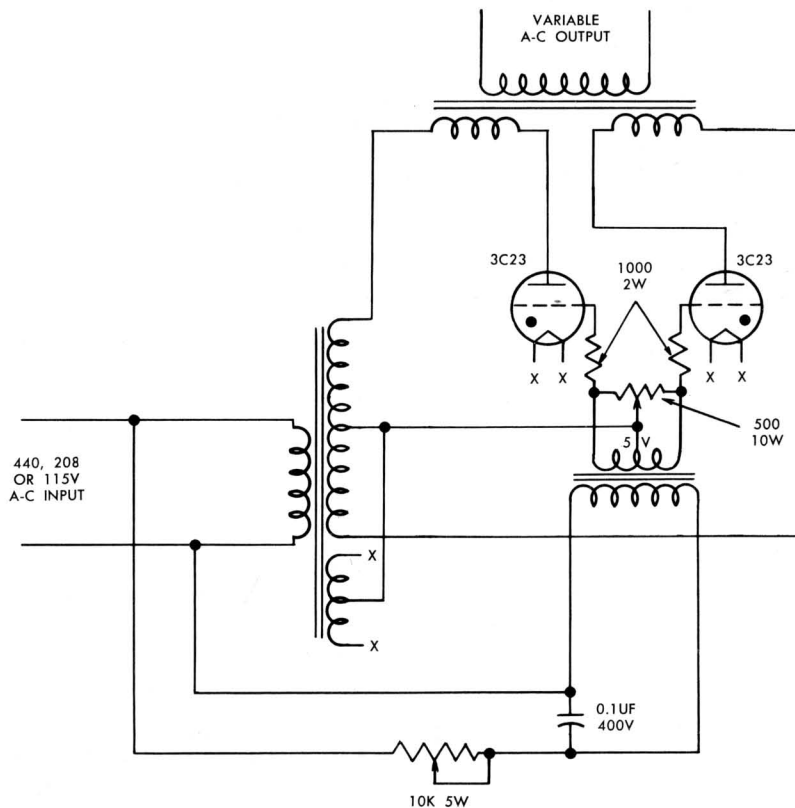 VARIABLE
A-C OUTPUT
3C23
1000
2W
3C23
X X
X X
500
10W
5 V
440, 208
OR 115V
A-C INPUT
X
X
0.1UF
400V
10K 5W